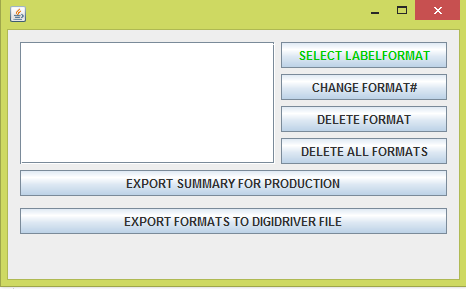 SELECT LABELFORMAT
CHANGE FORMAT#
DELETE FORMAT
DELETE ALL FORMATS
EXPORT SUMMARY FOR PRODUCTION
EXPORT FORMATS TO DIGIDRIVER FILE